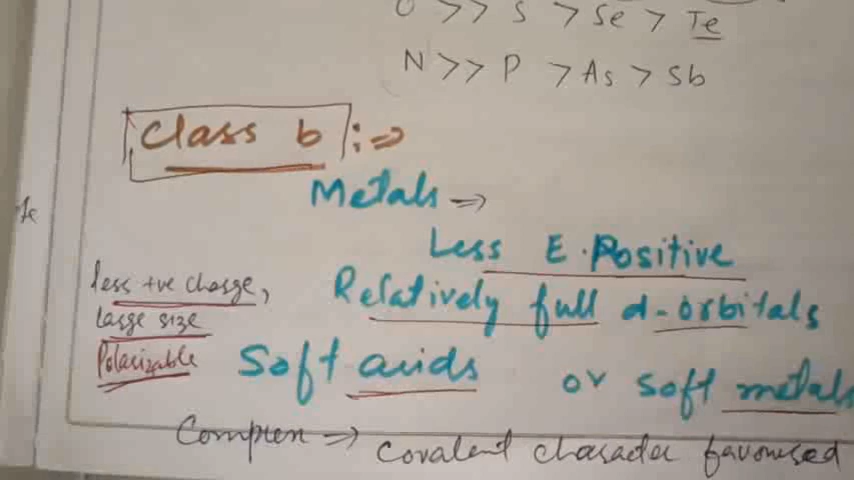 O >> S > Se > Te
N >> P > As > Sb
Class b :⇒
Metals ⇒
Less E. Positive
less +ve charge,
Relatively full d-orbitals
large size
Polarizable
Soft acids or soft metals
Complex ⇒ Covalent character favoured